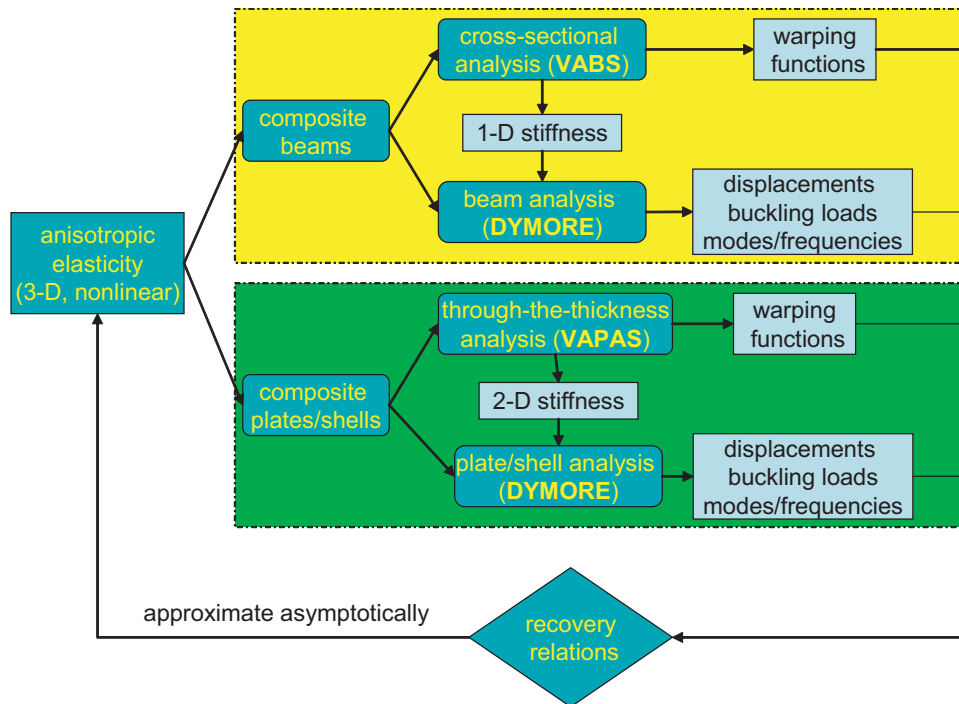 cross-sectional
analysis (VABS)
warping
functions
composite
beams
1-D stiffness
beam analysis
(DYMORE)
displacements
buckling loads
modes/frequencies
anisotropic
elasticity
(3-D, nonlinear)
through-the-thickness
analysis (VAPAS)
warping
functions
composite
plates/shells
2-D stiffness
plate/shell analysis
(DYMORE)
displacements
buckling loads
modes/frequencies
approximate asymptotically
recovery
relations